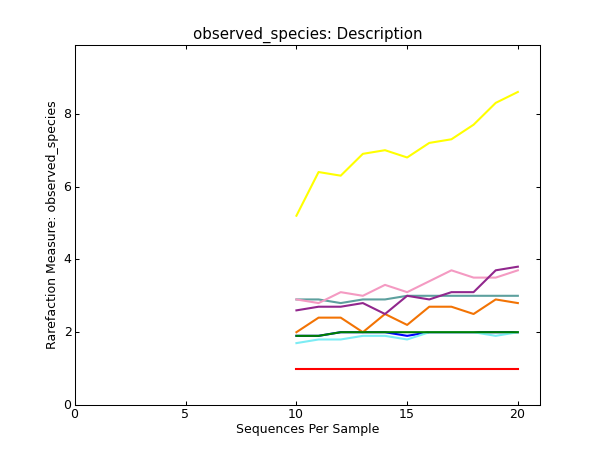 observed_species: Description
Rarefaction Measure: observed_species
8
6
4
2
0
0 5 10 15 20
Sequences Per Sample